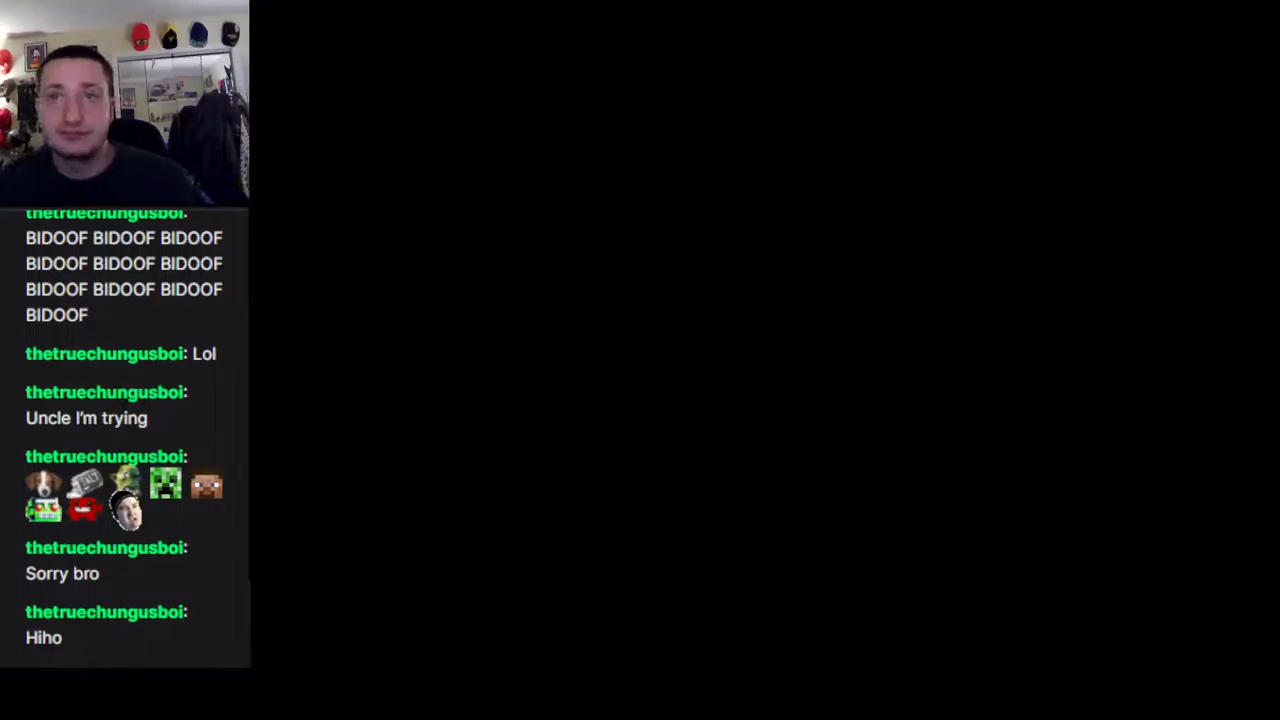 thetruechungusboi:
BIDOOF BIDOOF BIDOOF
BIDOOF BIDOOF BIDOOF
BIDOOF BIDOOF BIDOOF
BIDOOF
thetruechungusboi: Lol
thetruechungusboi:
Uncle I'm trying
thetruechungusboi:
thetruechungusboi:
Sorry bro
thetruechungusboi:
Hiho